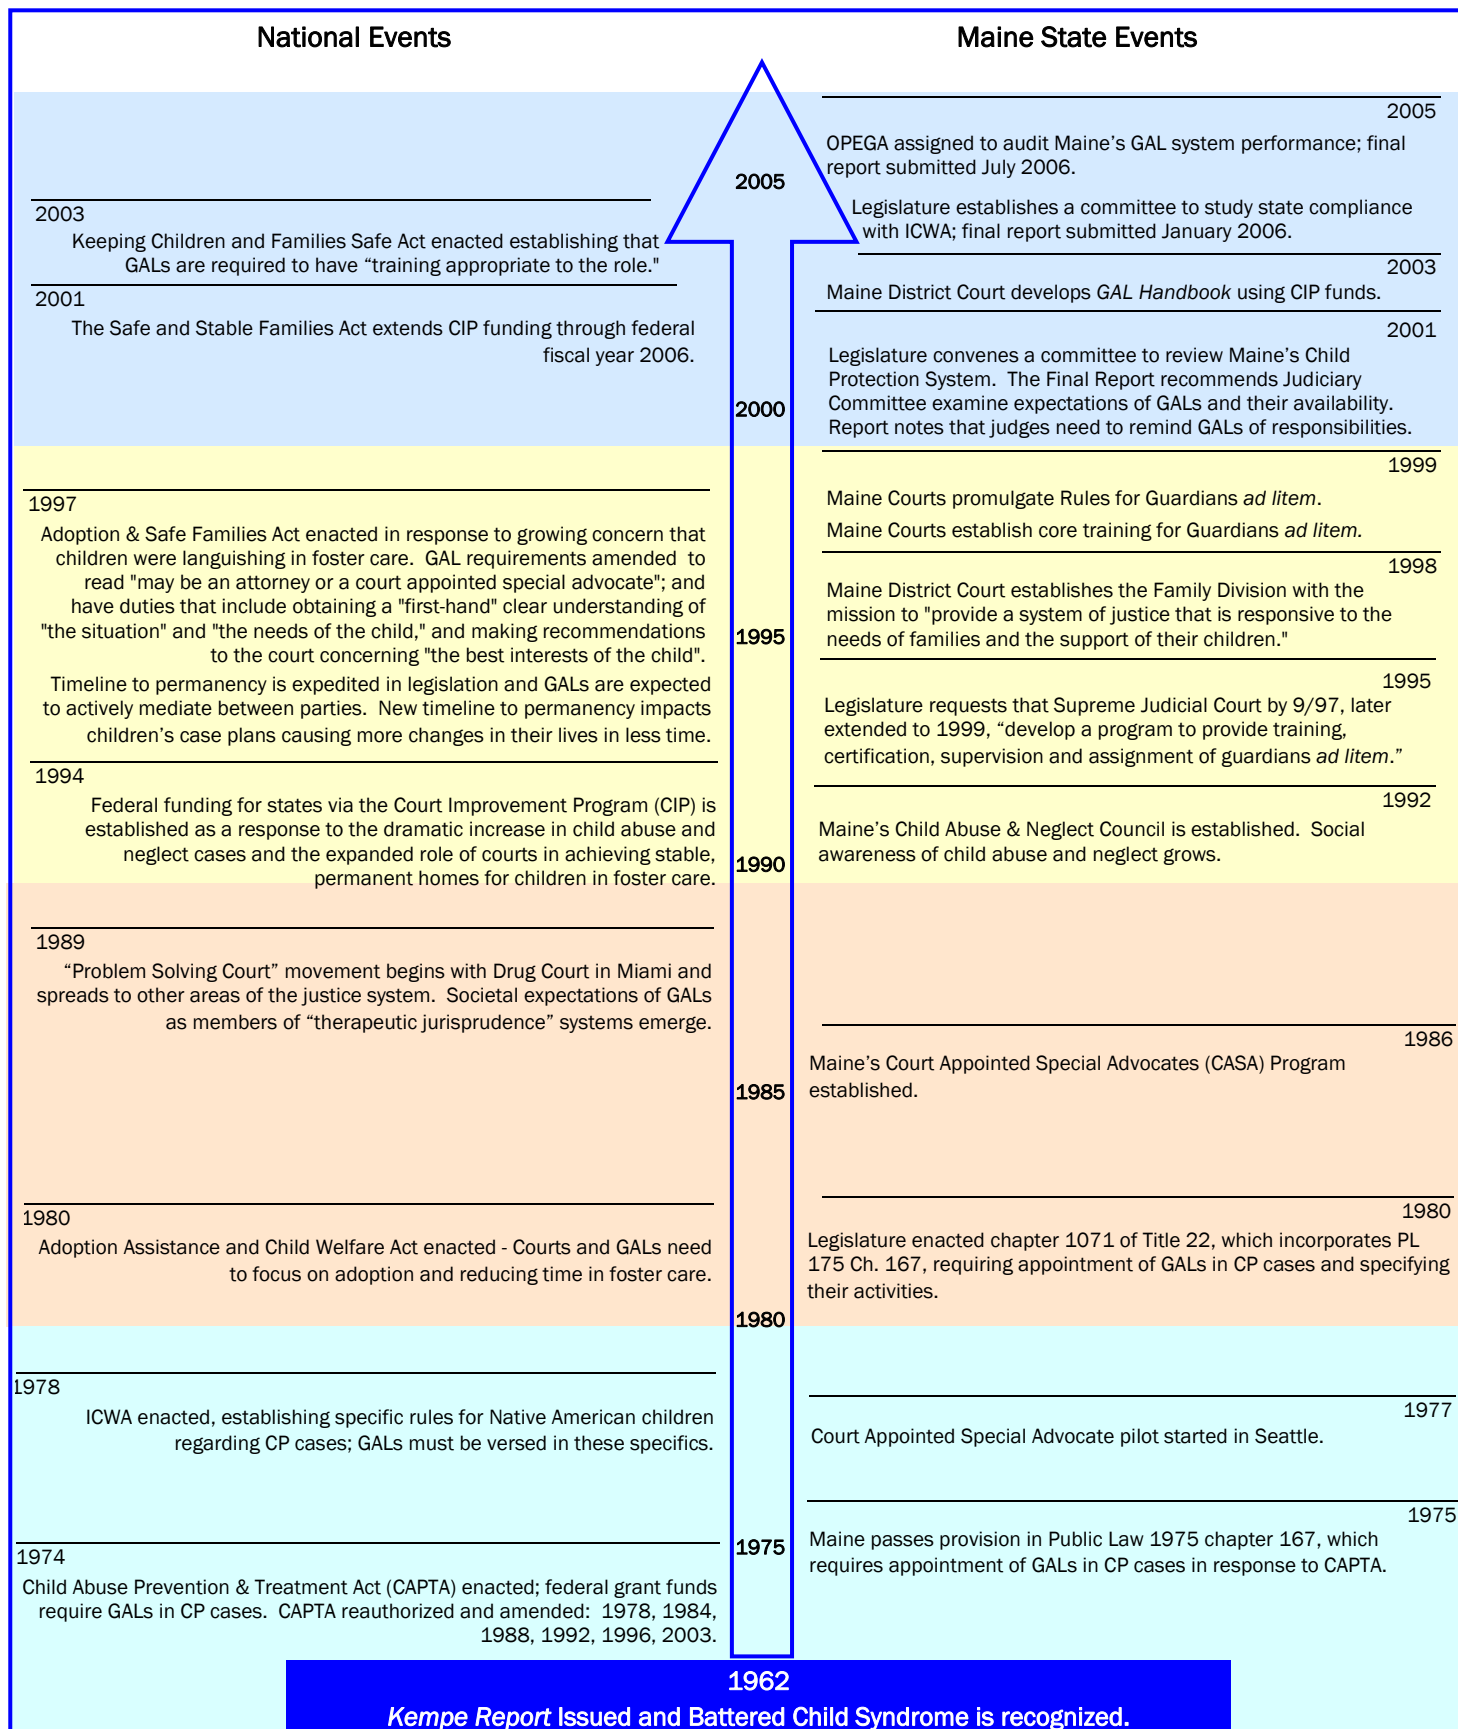 National Events
Maine State Events
2005
OPEGA assigned to audit Maine's GAL system performance; final
report submitted July 2006.
Legislature establishes a committee to study state compliance
with ICWA; final report submitted January 2006.
2003
Maine District Court develops GAL Handbook using CIP funds.
2001
Legislature convenes a committee to review Maine's Child
Protection System.  The Final Report recommends Judiciary
Committee examine expectations of GALs and their availability.
Report notes that judges need to remind GALs of responsibilities.
1999
Maine Courts promulgate Rules for Guardians ad litem.
Maine Courts establish core training for Guardians ad litem.
1998
Maine District Court establishes the Family Division with the
mission to "provide a system of justice that is responsive to the
needs of families and the support of their children."
1995
Legislature requests that Supreme Judicial Court by 9/97, later
extended to 1999, “develop a program to provide training,
certification, supervision and assignment of guardians ad litem.”
1992
Maine's Child Abuse & Neglect Council is established.  Social
awareness of child abuse and neglect grows.
1986
Maine's Court Appointed Special Advocates (CASA) Program
established.
1980
Legislature enacted chapter 1071 of Title 22, which incorporates PL
175 Ch. 167, requiring appointment of GALs in CP cases and specifying
their activities.
1977
Court Appointed Special Advocate pilot started in Seattle.
1975
Maine passes provision in Public Law 1975 chapter 167, which
requires appointment of GALs in CP cases in response to CAPTA.
2005
2000
1995
1990
1985
1980
1975
2003
Keeping Children and Families Safe Act enacted establishing that
GALs are required to have “training appropriate to the role."
2001
The Safe and Stable Families Act extends CIP funding through federal
fiscal year 2006.
1997
Adoption & Safe Families Act enacted in response to growing concern that
children were languishing in foster care.  GAL requirements amended  to
read "may be an attorney or a court appointed special advocate"; and
have duties that include obtaining a "first-hand" clear understanding of
"the situation" and "the needs of the child," and making recommendations
to the court concerning "the best interests of the child".
Timeline to permanency is expedited in legislation and GALs are expected
to actively mediate between parties.  New timeline to permanency impacts
children's case plans causing more changes in their lives in less time.
1994
Federal funding for states via the Court Improvement Program (CIP) is
established as a response to the dramatic increase in child abuse and
neglect cases and the expanded role of courts in achieving stable,
permanent homes for children in foster care.
1989
“Problem Solving Court” movement begins with Drug Court in Miami and
spreads to other areas of the justice system.  Societal expectations of GALs
as members of “therapeutic jurisprudence” systems emerge.
1980
Adoption Assistance and Child Welfare Act enacted - Courts and GALs need
to focus on adoption and reducing time in foster care.
1978
ICWA enacted, establishing specific rules for Native American children
regarding CP cases; GALs must be versed in these specifics.
1974
Child Abuse Prevention & Treatment Act (CAPTA) enacted; federal grant funds
require GALs in CP cases.  CAPTA reauthorized and amended:  1978, 1984,
1988, 1992, 1996, 2003.
1962
Kempe Report Issued and Battered Child Syndrome is recognized.